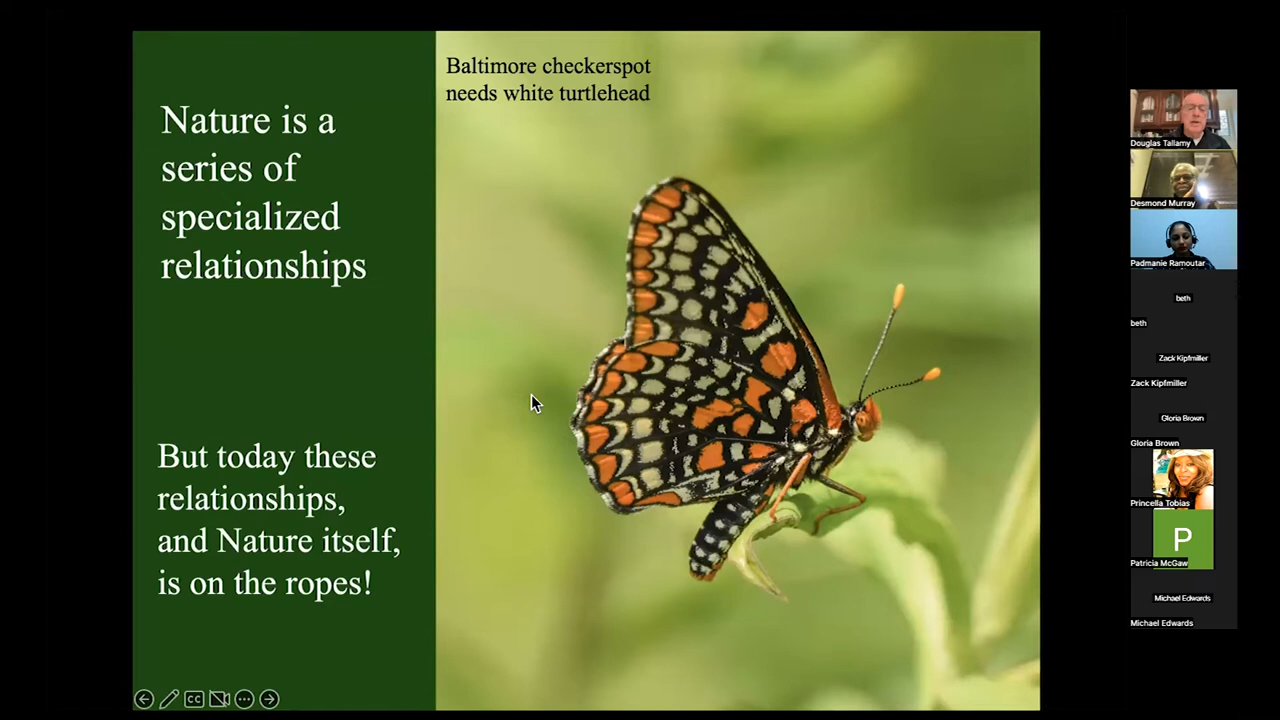 Nature is a
series of
specialized
relationships
But today these
relationships,
and Nature itself,
is on the ropes!
Baltimore checkerspot
needs white turtlehead
CC
Douglas Tallamy
Desmond Murray
Padmanie Ramoutar
beth
beth
Zack Kipfmiller
Zack Kipfmiller
Gloria Brown
Gloria Brown
Princella Tobias
P
Patricia McGaw
Michael Edwards
Michael Edwards